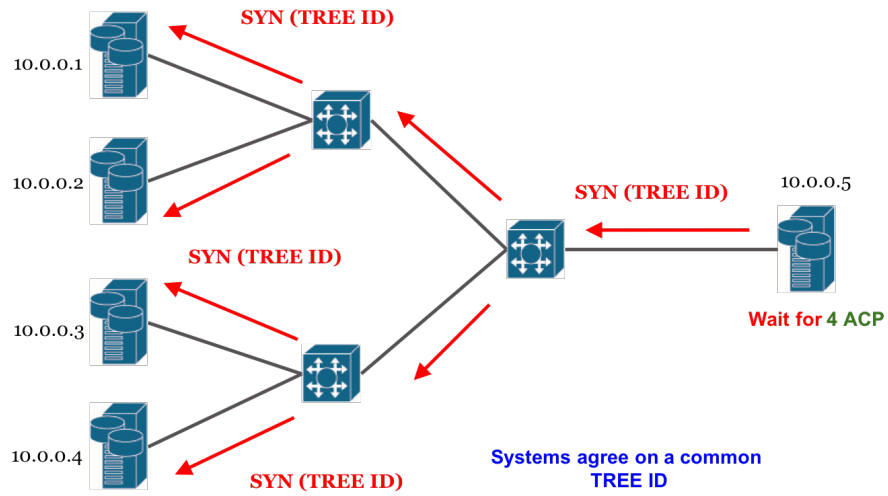 SYN (TREE ID)
10.0.0.1
10.0.0.2
SYN (TREE ID)
10.0.0.5
SYN (TREE ID)
10.0.0.3
Wait for 4 ACP
10.0.0.4
Systems agree on a common
TREE ID
SYN (TREE ID)